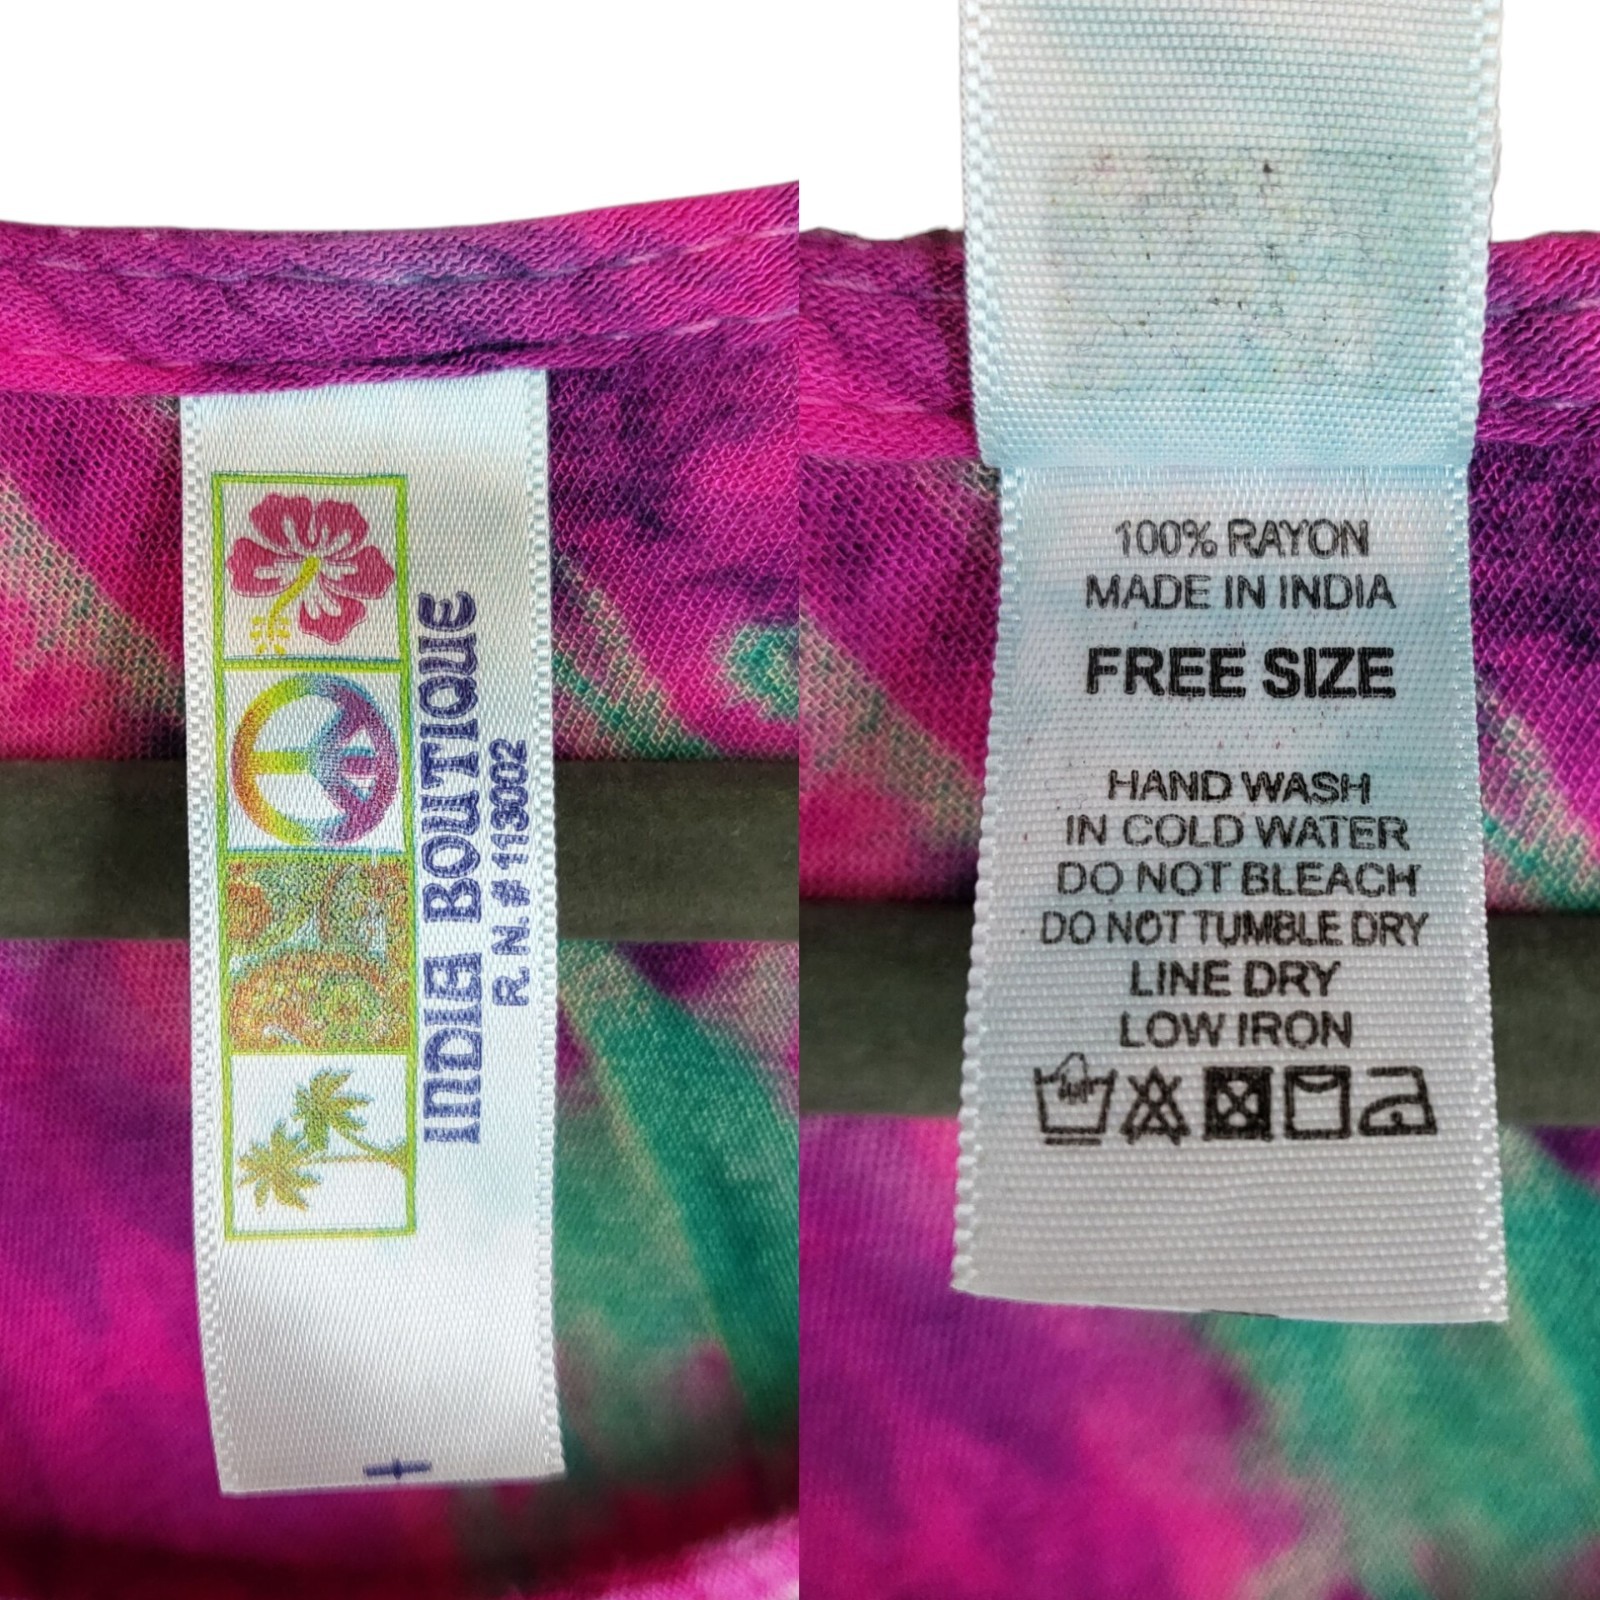 INDIA BOUTIQUE
R. N. # 113002
100% RAYON
MADE IN INDIA
FREE SIZE
HAND WASH
IN COLD WATER
DO NOT BLEACH
DO NOT TUMBLE DRY
LINE DRY
LOW IRON